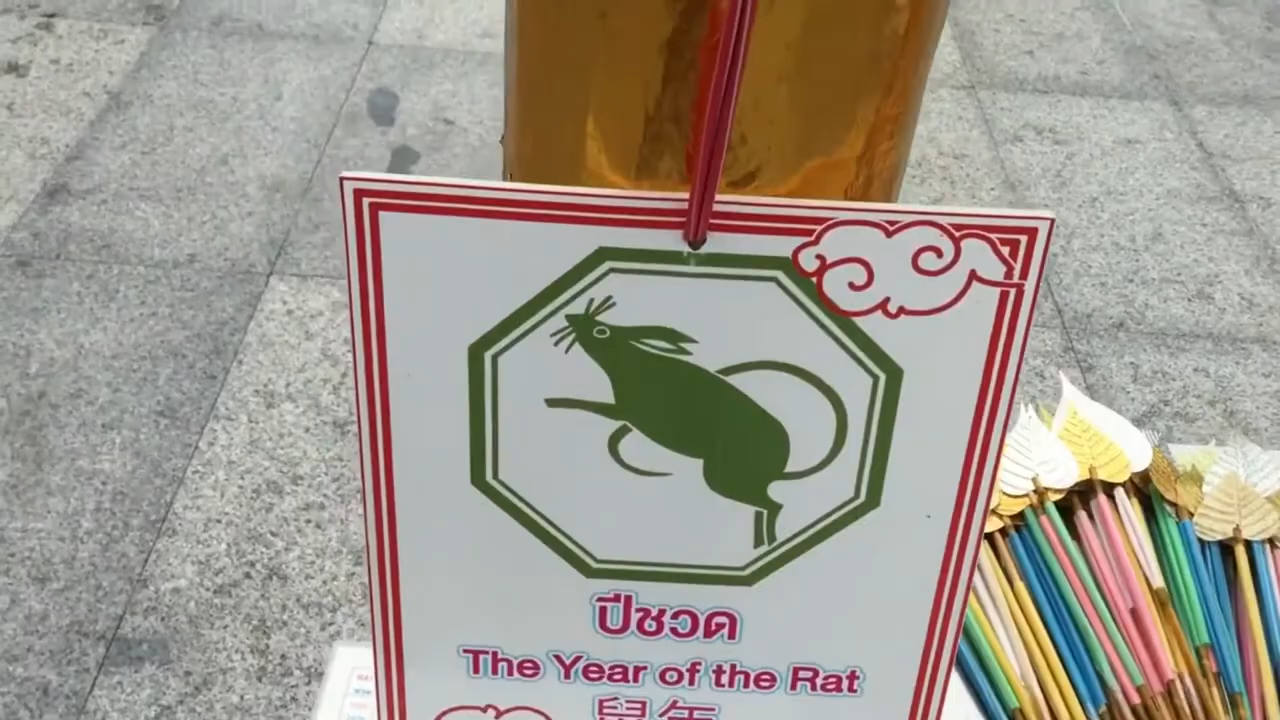 ปีชวด
The Year of the Rat
鼠年